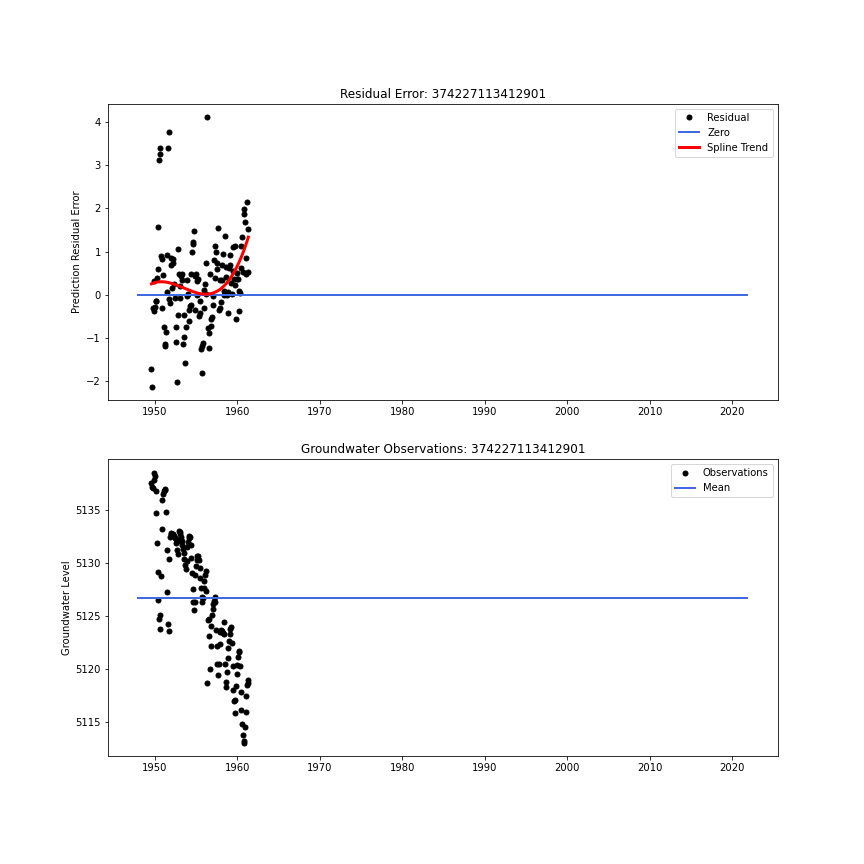 Residual Error: 374227113412901
Prediction Residual Error
4
3
2
1
0
−1
−2
Residual
Zero
Spline Trend
1950 1960 1970 1980 1990 2000 2010 2020
Groundwater Observations: 374227113412901
Groundwater Level
5135
5130
5125
5120
5115
Observations
Mean
1950 1960 1970 1980 1990 2000 2010 2020